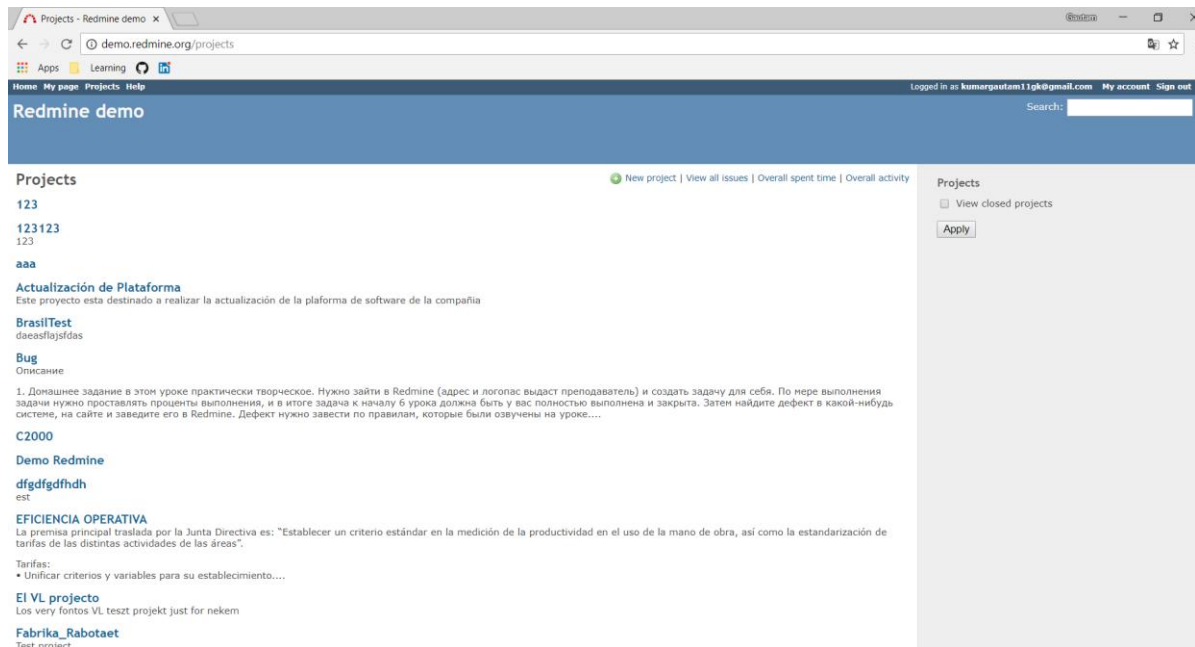 Projects - Redmine demo
Gautam
demo.redmine.org/projects
Apps Learning
Home My page Projects Help
Logged in as kumargautam11gk@gmail.com My account Sign out
Redmine demo
Search:
Projects
New project | View all issues | Overall spent time | Overall activity
123
123123
123
aaa
Actualización de Plataforma
Este proyecto esta destinado a realizar la actualización de la plaforma de software de la compañia
BrasilTest
daeasflajsfdas
Bug
Описание
1. Домашнее задание в этом уроке практически творческое. Нужно зайти в Redmine (адрес и логопас выдаст преподаватель) и создать задачу для себя. По мере выполнения
задачи нужно проставлять проценты выполнения, и в итоге задача к началу 6 урока должна быть у вас полностью выполнена и закрыта. Затем найдите дефект в какой-нибудь
системе, на сайте и заведите его в Redmine. Дефект нужно завести по правилам, которые были озвучены на уроке....
C2000
Demo Redmine
dfgdfgdfhdh
est
EFICIENCIA OPERATIVA
La premisa principal traslada por la Junta Directiva es: "Establecer un criterio estándar en la medición de la productividad en el uso de la mano de obra, así como la estandarización de
tarifas de las distintas actividades de las áreas".
Tarifas:
• Unificar criterios y variables para su establecimiento....
El VL projecto
Los very fontos VL teszt projekt just for nekem
Fabrika_Rabotaet
Test project
Projects
View closed projects
Apply